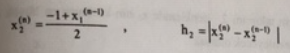 x₂⁽ⁿ⁾ = (-1 + x₁⁽ⁿ⁻¹⁾) / 2 , h₂ = |x₂⁽ⁿ⁾ - x₂⁽ⁿ⁻¹⁾|